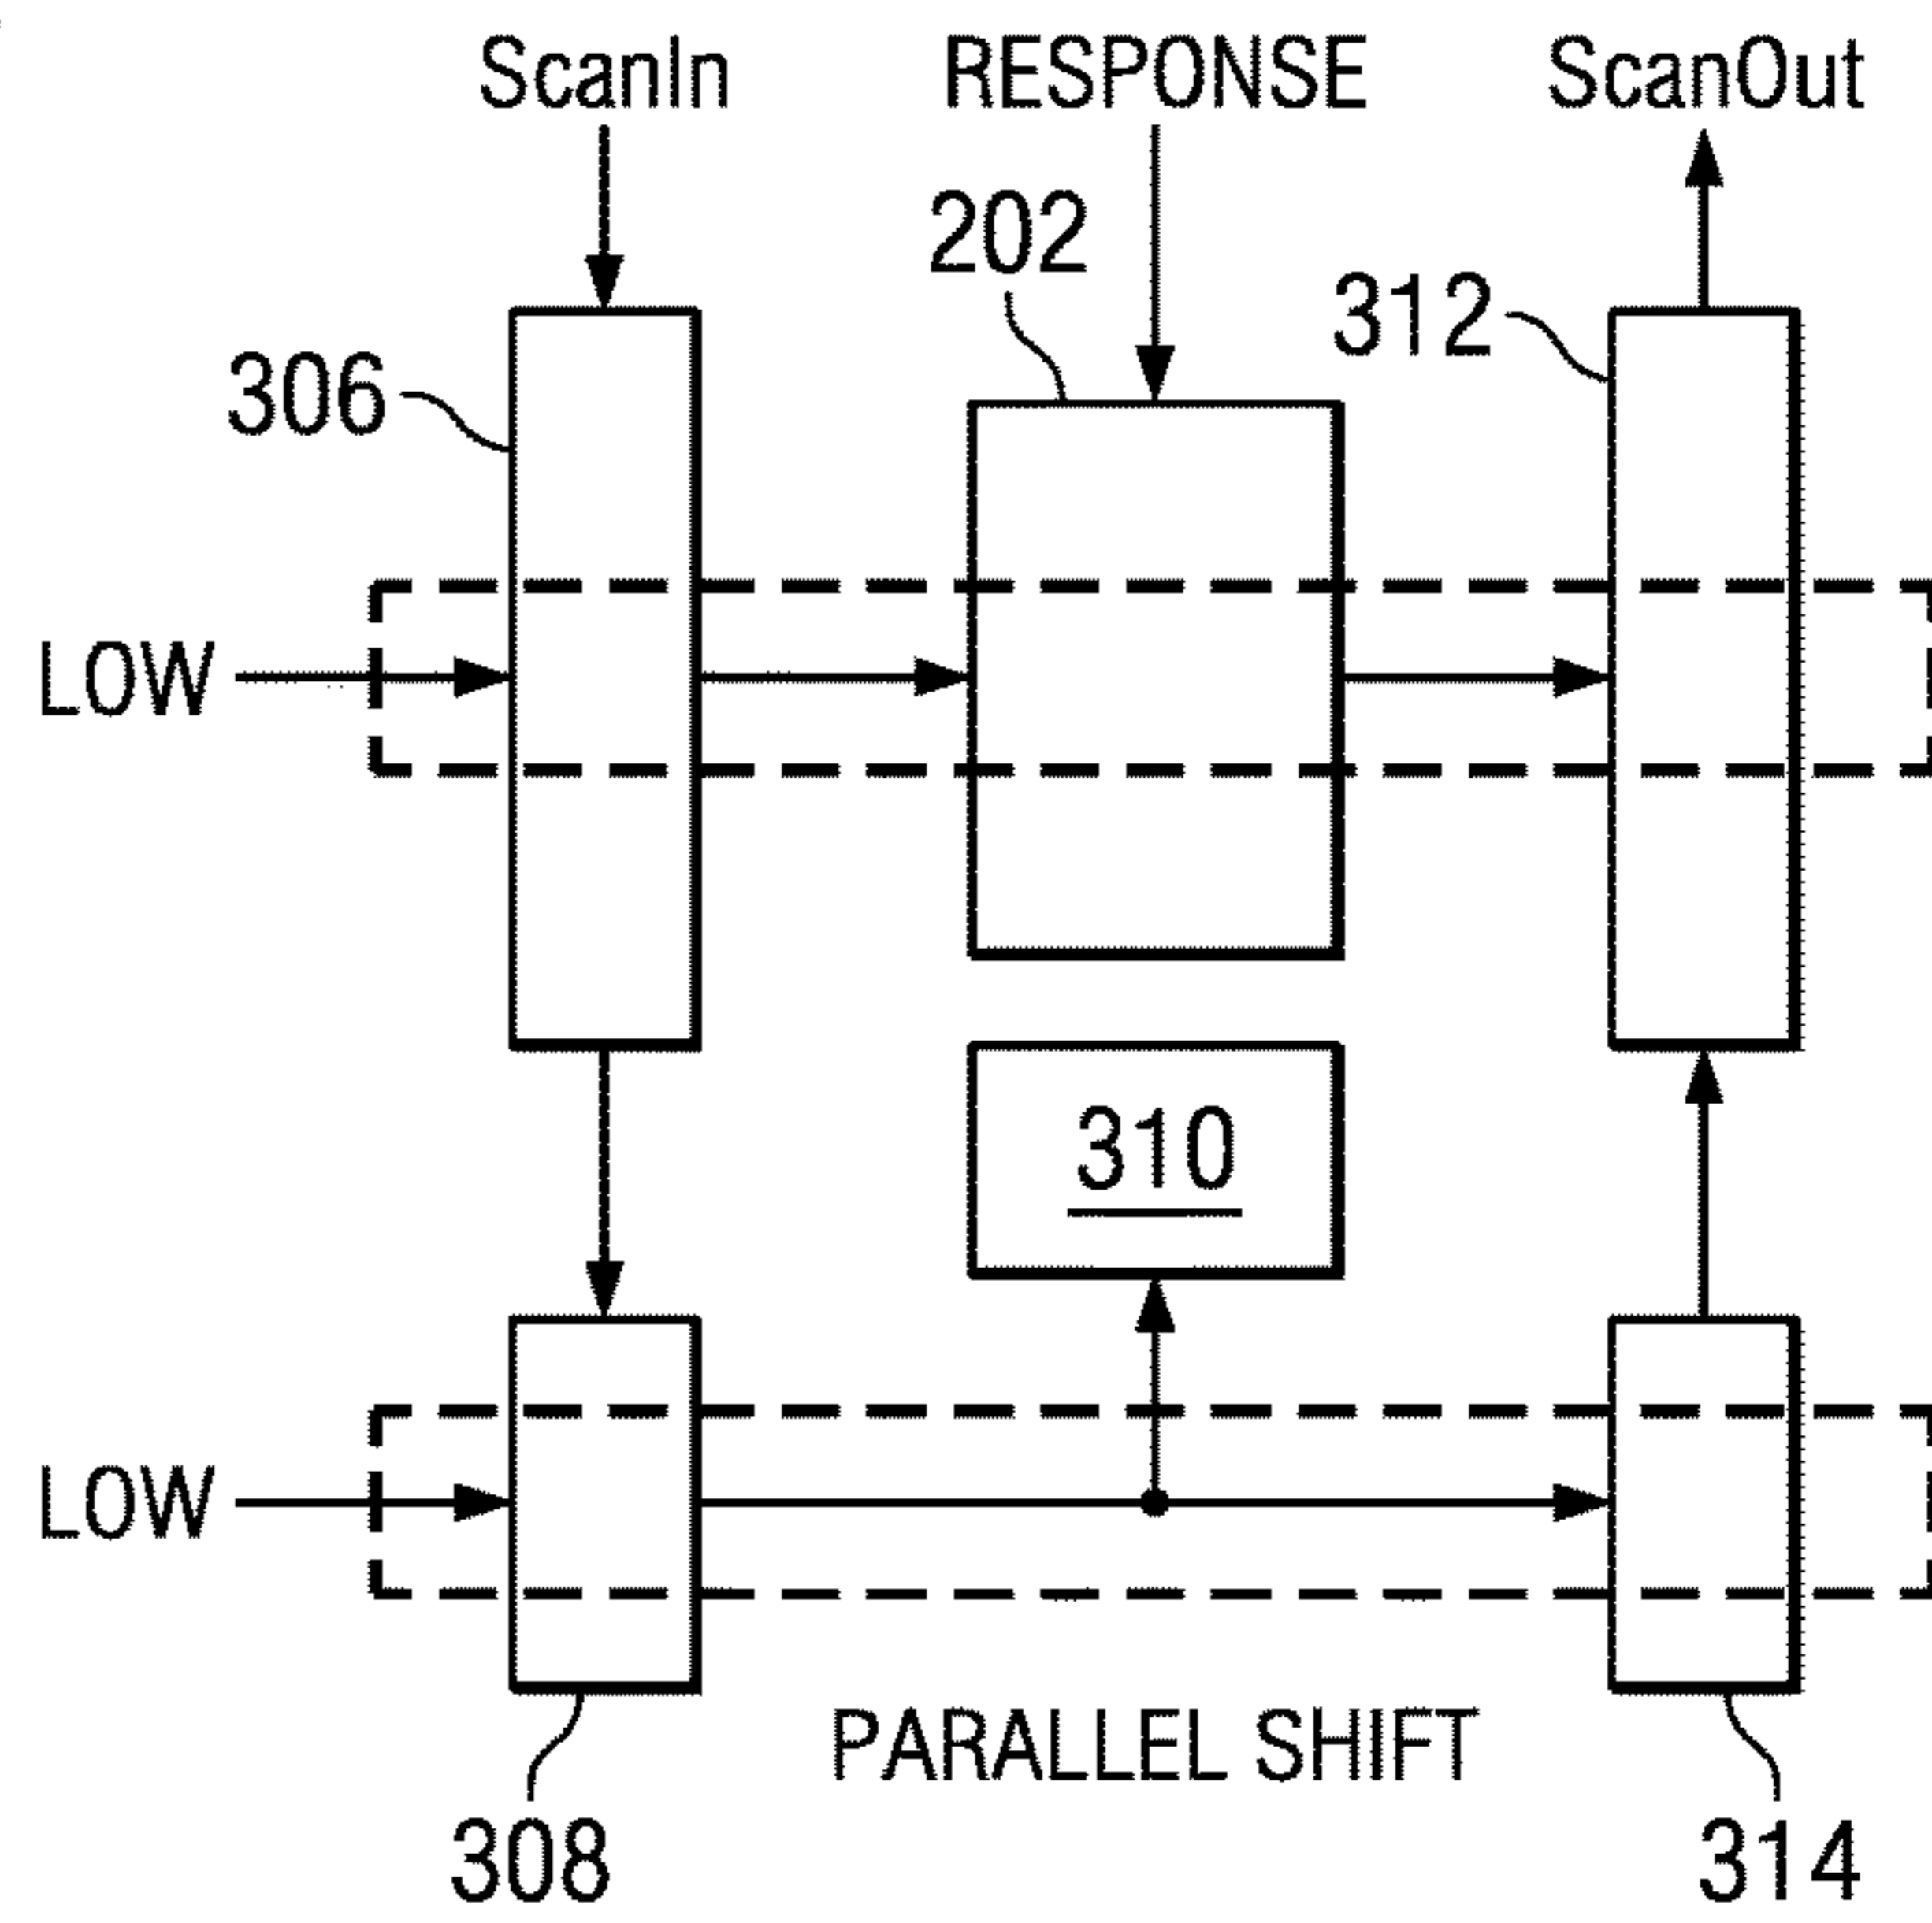 ScanIn RESPONSE ScanOut
202
312
306
LOW
310
LOW
PARALLEL SHIFT
308
314